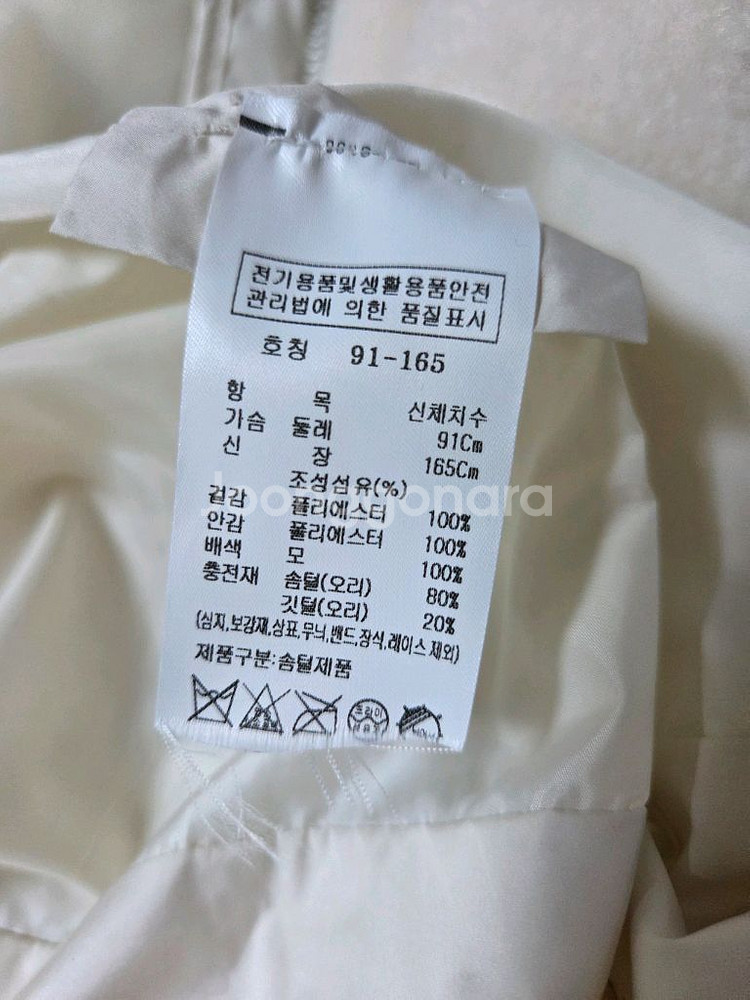 전기용품및생활용품안전
관리법에 의한 품질표시
호칭 91-165
항 목 신체치수
가슴 둘레 91Cm
신 장 165Cm
조성섬유(%)
겉감 폴리에스터 100%
안감 폴리에스터 100%
배색 모 100%
충전재 솜털(오리) 80%
깃털(오리) 20%
(심지,보강재,상표,무늬,밴드,장식,레이스 제외)
제품구분:솜털제품
드라이
Joonggonara